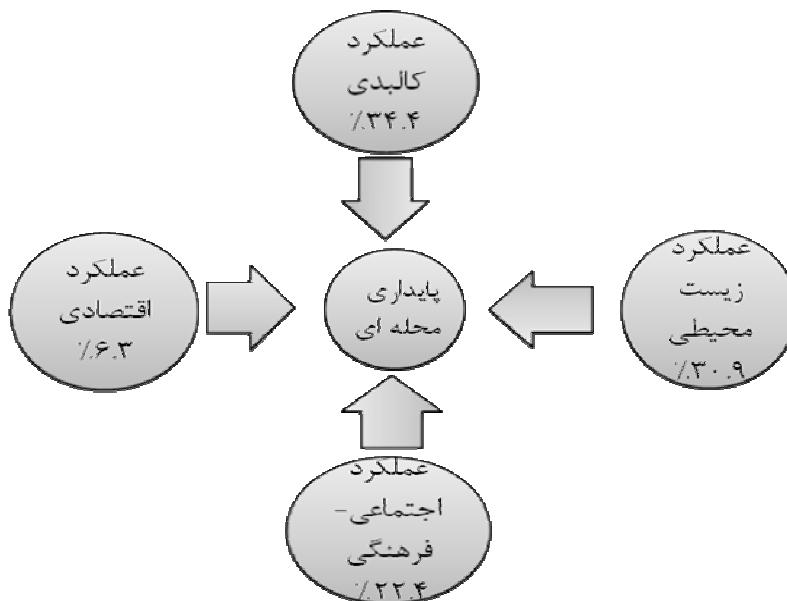 عملکرد
کالبدی
٪۳۴.۴
عملکرد
زیست
محیطی
٪۳۰.۹
پایداری
محله ای
عملکرد
اقتصادی
٪۶.۳
عملکرد
اجتماعی-
فرهنگی
٪۲۲.۴